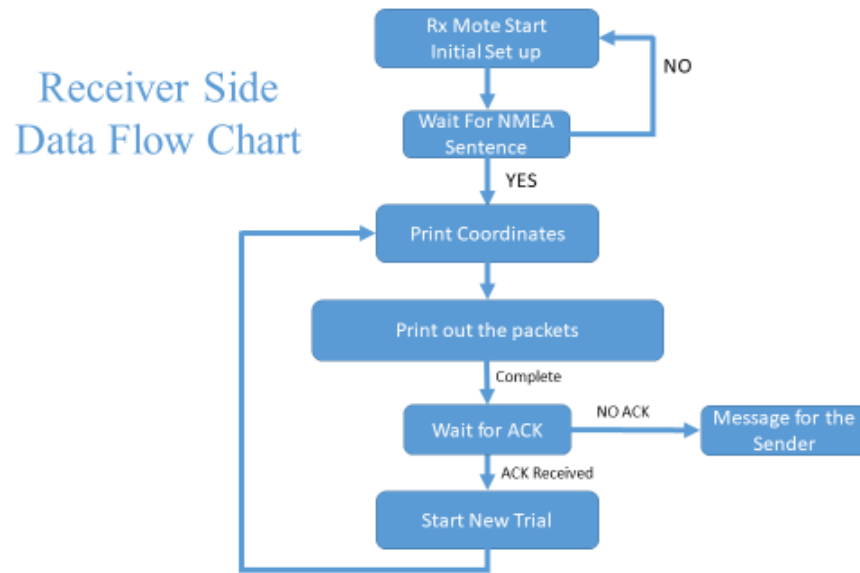 Receiver Side
Data Flow Chart
Rx Mote Start
Initial Set up
NO
Wait For NMEA
Sentence
YES
Print Coordinates
Print out the packets
Complete
Wait for ACK
NO ACK
Message for the
Sender
ACK Received
Start New Trial